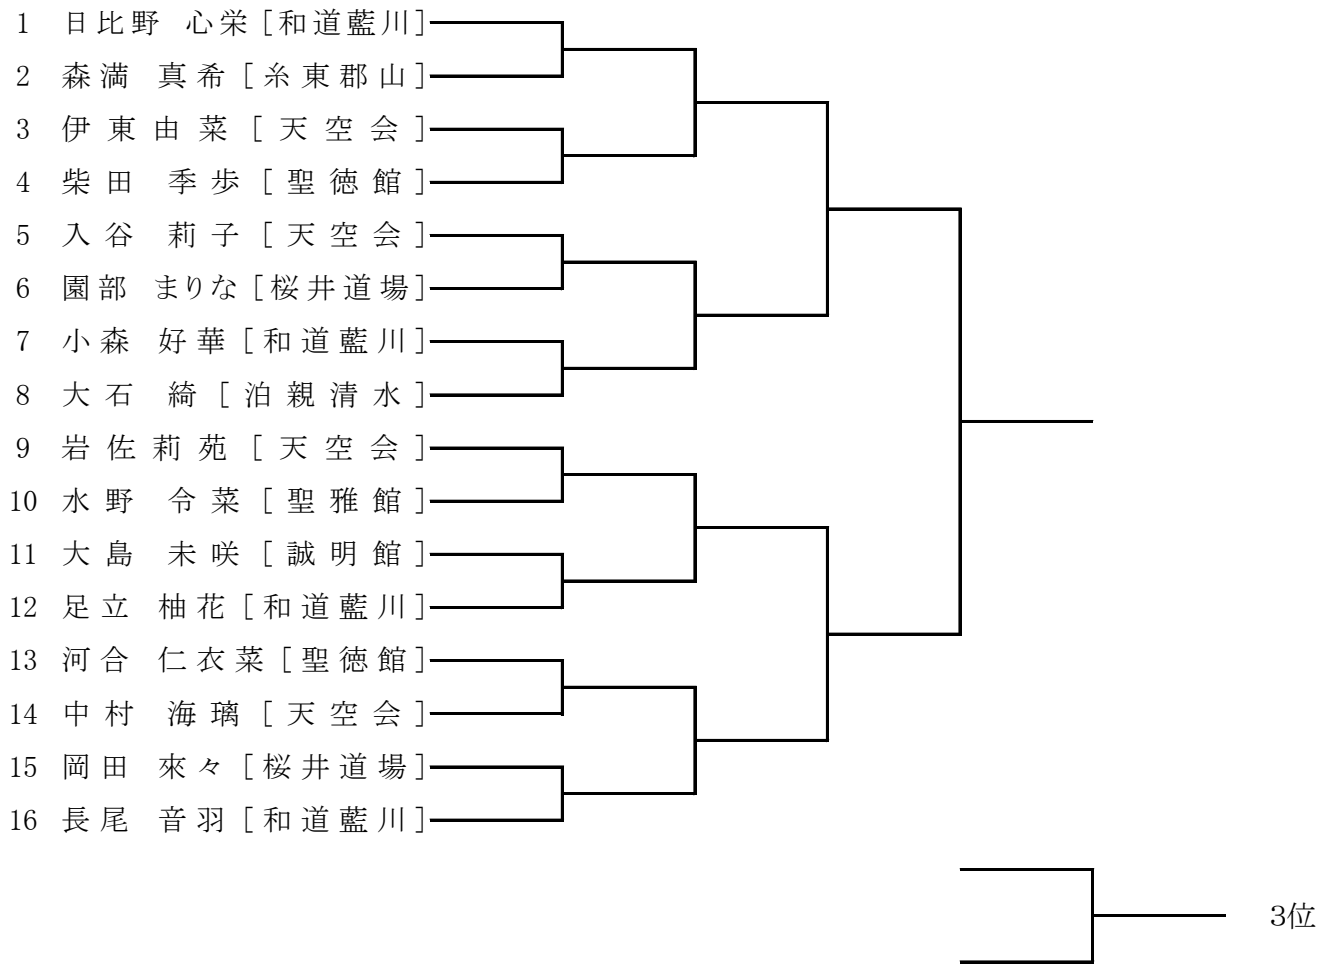 1 日比野 心栄 [和道藍川]
2 森満 真希 [糸東郡山]
3 伊東由菜 [天空会]
4 柴田 季歩 [聖徳館]
5 入谷 莉子 [天空会]
6 園部 まりな [桜井道場]
7 小森 好華 [和道藍川]
8 大石 綺 [泊親清水]
9 岩佐莉苑 [天空会]
10 水野 令菜 [聖雅館]
11 大島 未咲 [誠明館]
12 足立 柚花 [和道藍川]
13 河合 仁衣菜 [聖徳館]
14 中村 海璃 [天空会]
15 岡田 來々 [桜井道場]
16 長尾 音羽 [和道藍川]
3位